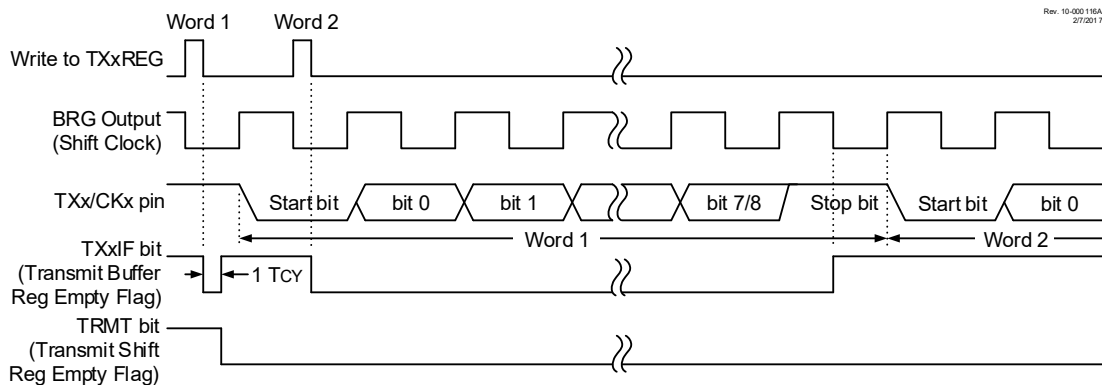 Rev. 10-000 116A
2/7/2017
Word 1 Word 2
Write to TXxREG
BRG Output
(Shift Clock)
TXx/CKx pin
Start bit bit 0 bit 1 bit 7/8 Stop bit Start bit bit 0
Word 1 Word 2
TXxIF bit
(Transmit Buffer
Reg Empty Flag)
1 TCY
TRMT bit
(Transmit Shift
Reg Empty Flag)